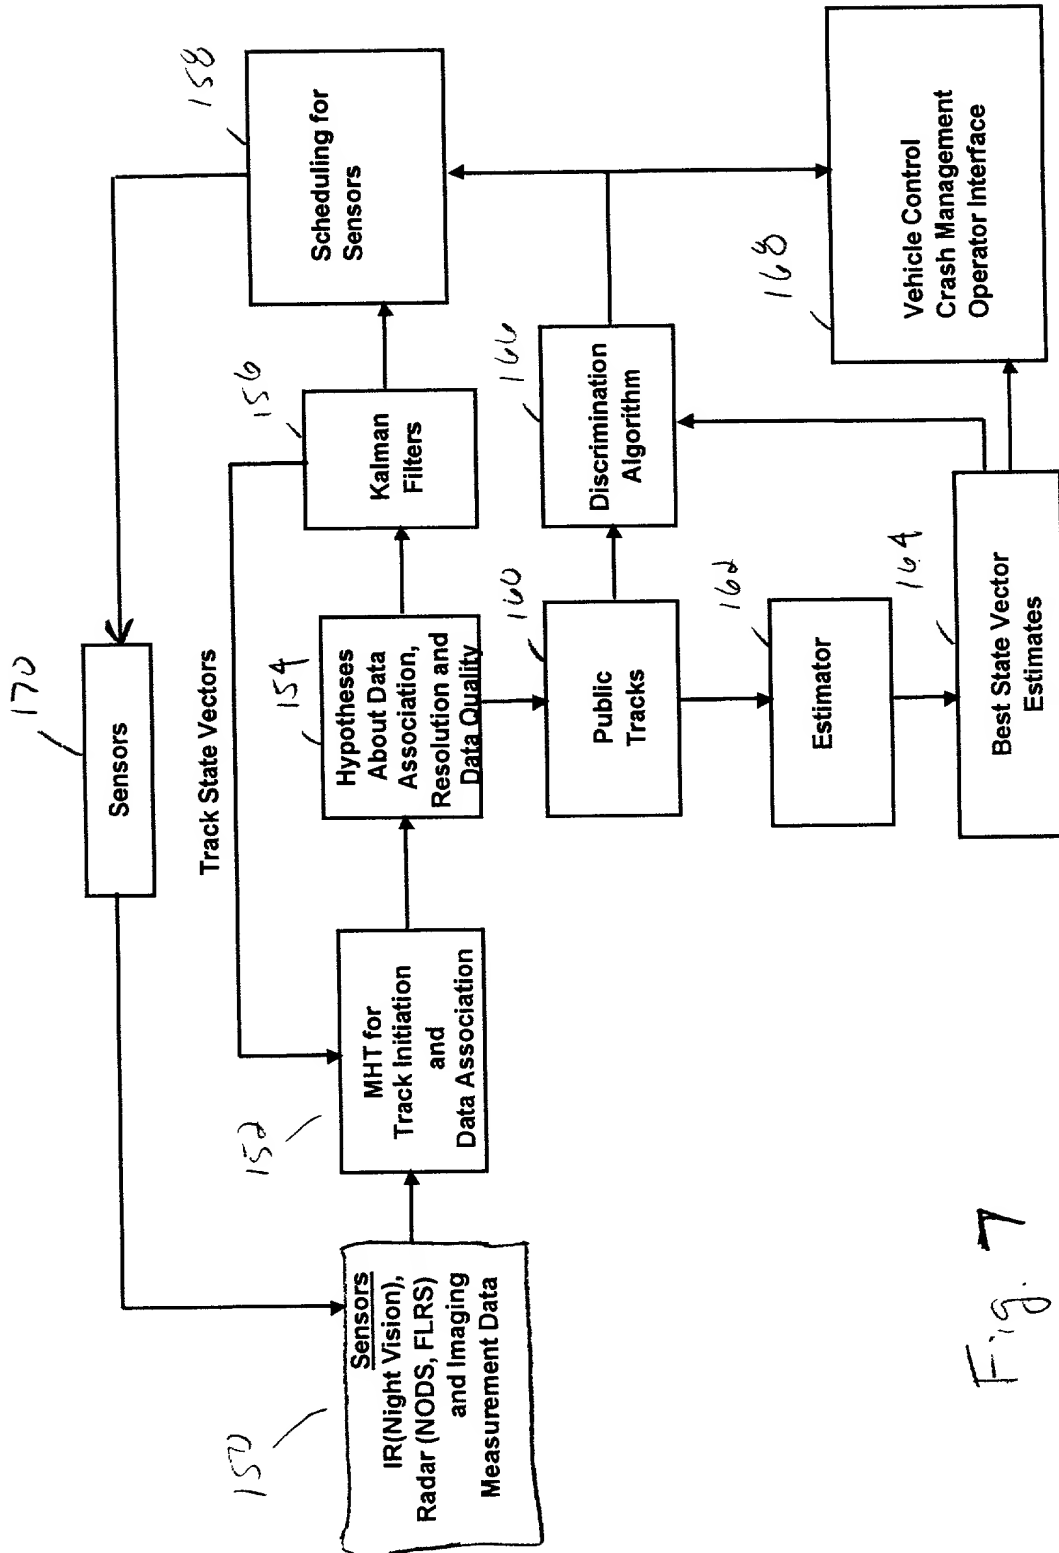 170
Sensors
Track State Vectors
158
Scheduling for
Sensors
150
Sensors
IR(Night Vision),
Radar (NODS, FLRS)
and Imaging
Measurement Data
152
MHT for
Track Initiation
and
Data Association
154
Hypotheses
About Data
Association,
Resolution and
Data Quality
156
Kalman
Filters
160
Public
Tracks
166
Discrimination
Algorithm
162
Estimator
168
Vehicle Control
Crash Management
Operator Interface
164
Best State Vector
Estimates
Fig. 7